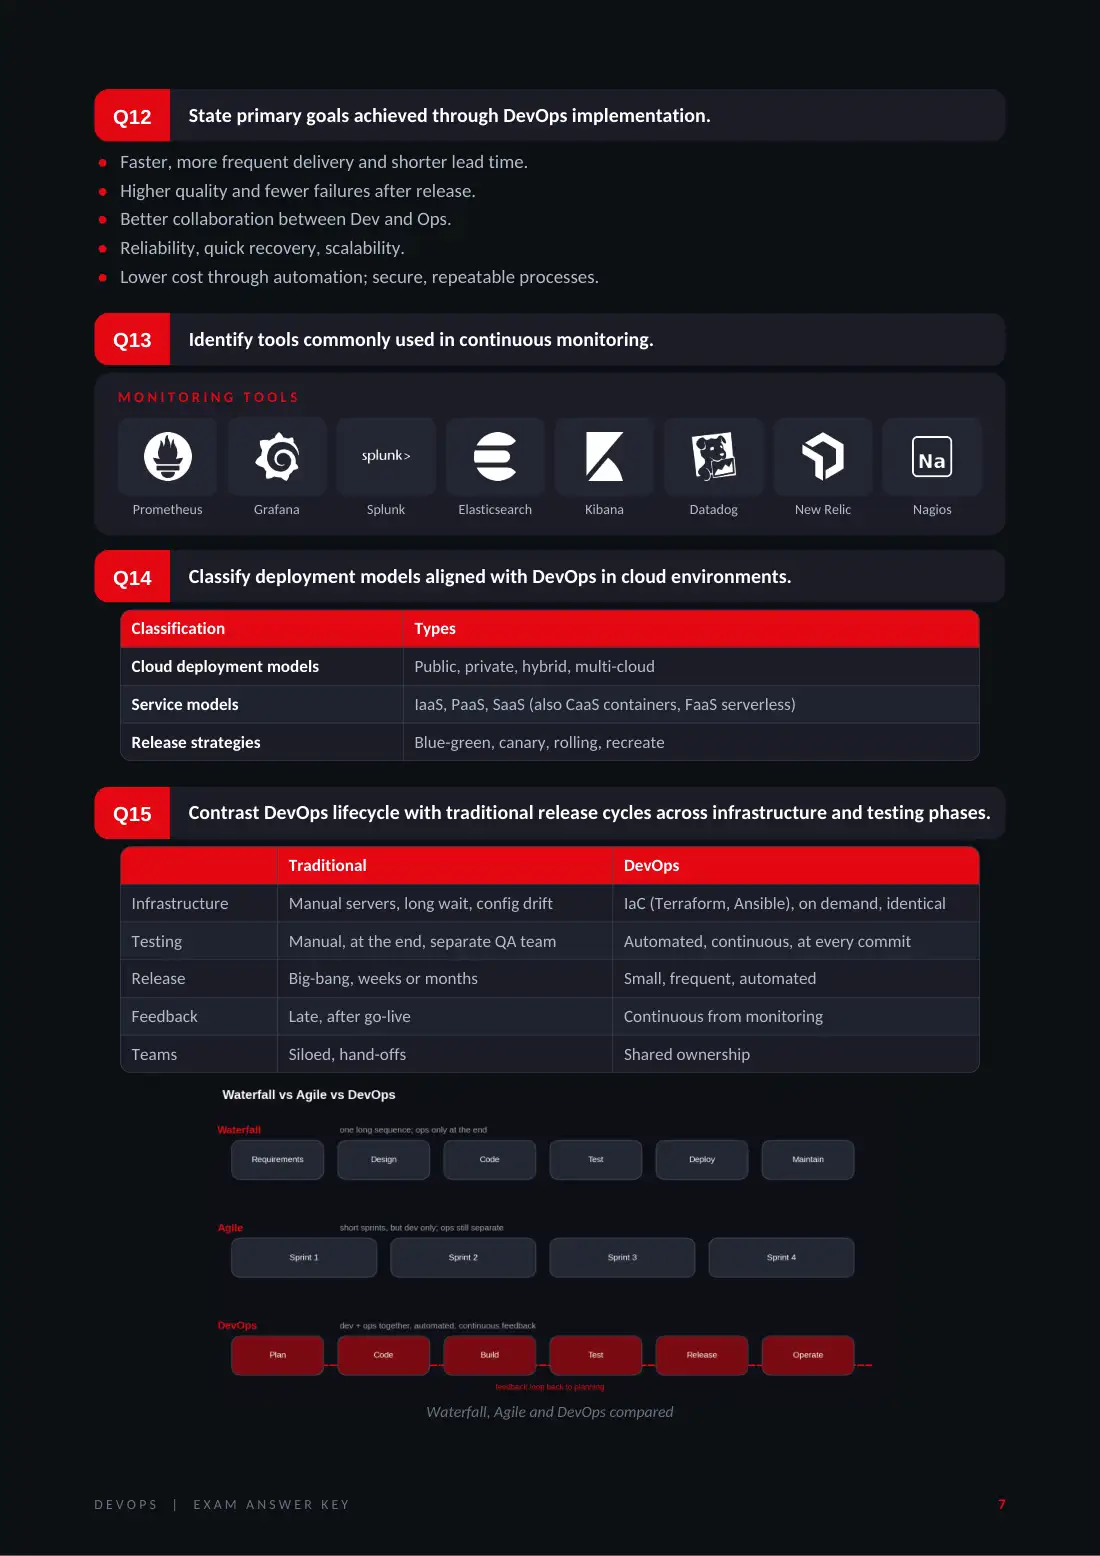 Q12 State primary goals achieved through DevOps implementation.
Faster, more frequent delivery and shorter lead time.
Higher quality and fewer failures after release.
Better collaboration between Dev and Ops.
Reliability, quick recovery, scalability.
Lower cost through automation; secure, repeatable processes.
Q13 Identify tools commonly used in continuous monitoring.
MONITORING TOOLS
splunk> Na
Prometheus Grafana Splunk Elasticsearch Kibana Datadog New Relic Nagios
Q14 Classify deployment models aligned with DevOps in cloud environments.
Classification Types
Cloud deployment models Public, private, hybrid, multi-cloud
Service models IaaS, PaaS, SaaS (also CaaS containers, FaaS serverless)
Release strategies Blue-green, canary, rolling, recreate
Q15 Contrast DevOps lifecycle with traditional release cycles across infrastructure and testing phases.
Traditional DevOps
Infrastructure Manual servers, long wait, config drift IaC (Terraform, Ansible), on demand, identical
Testing Manual, at the end, separate QA team Automated, continuous, at every commit
Release Big-bang, weeks or months Small, frequent, automated
Feedback Late, after go-live Continuous from monitoring
Teams Siloed, hand-offs Shared ownership
Waterfall vs Agile vs DevOps
Waterfall one long sequence; ops only at the end
Requirements Design Code Test Deploy Maintain
Agile short sprints, but dev only; ops still separate
Sprint 1 Sprint 2 Sprint 3 Sprint 4
DevOps dev + ops together, automated, continuous feedback
Plan Code Build Test Release Operate
feedback loop back to planning
Waterfall, Agile and DevOps compared
DEVOPS | EXAM ANSWER KEY 7